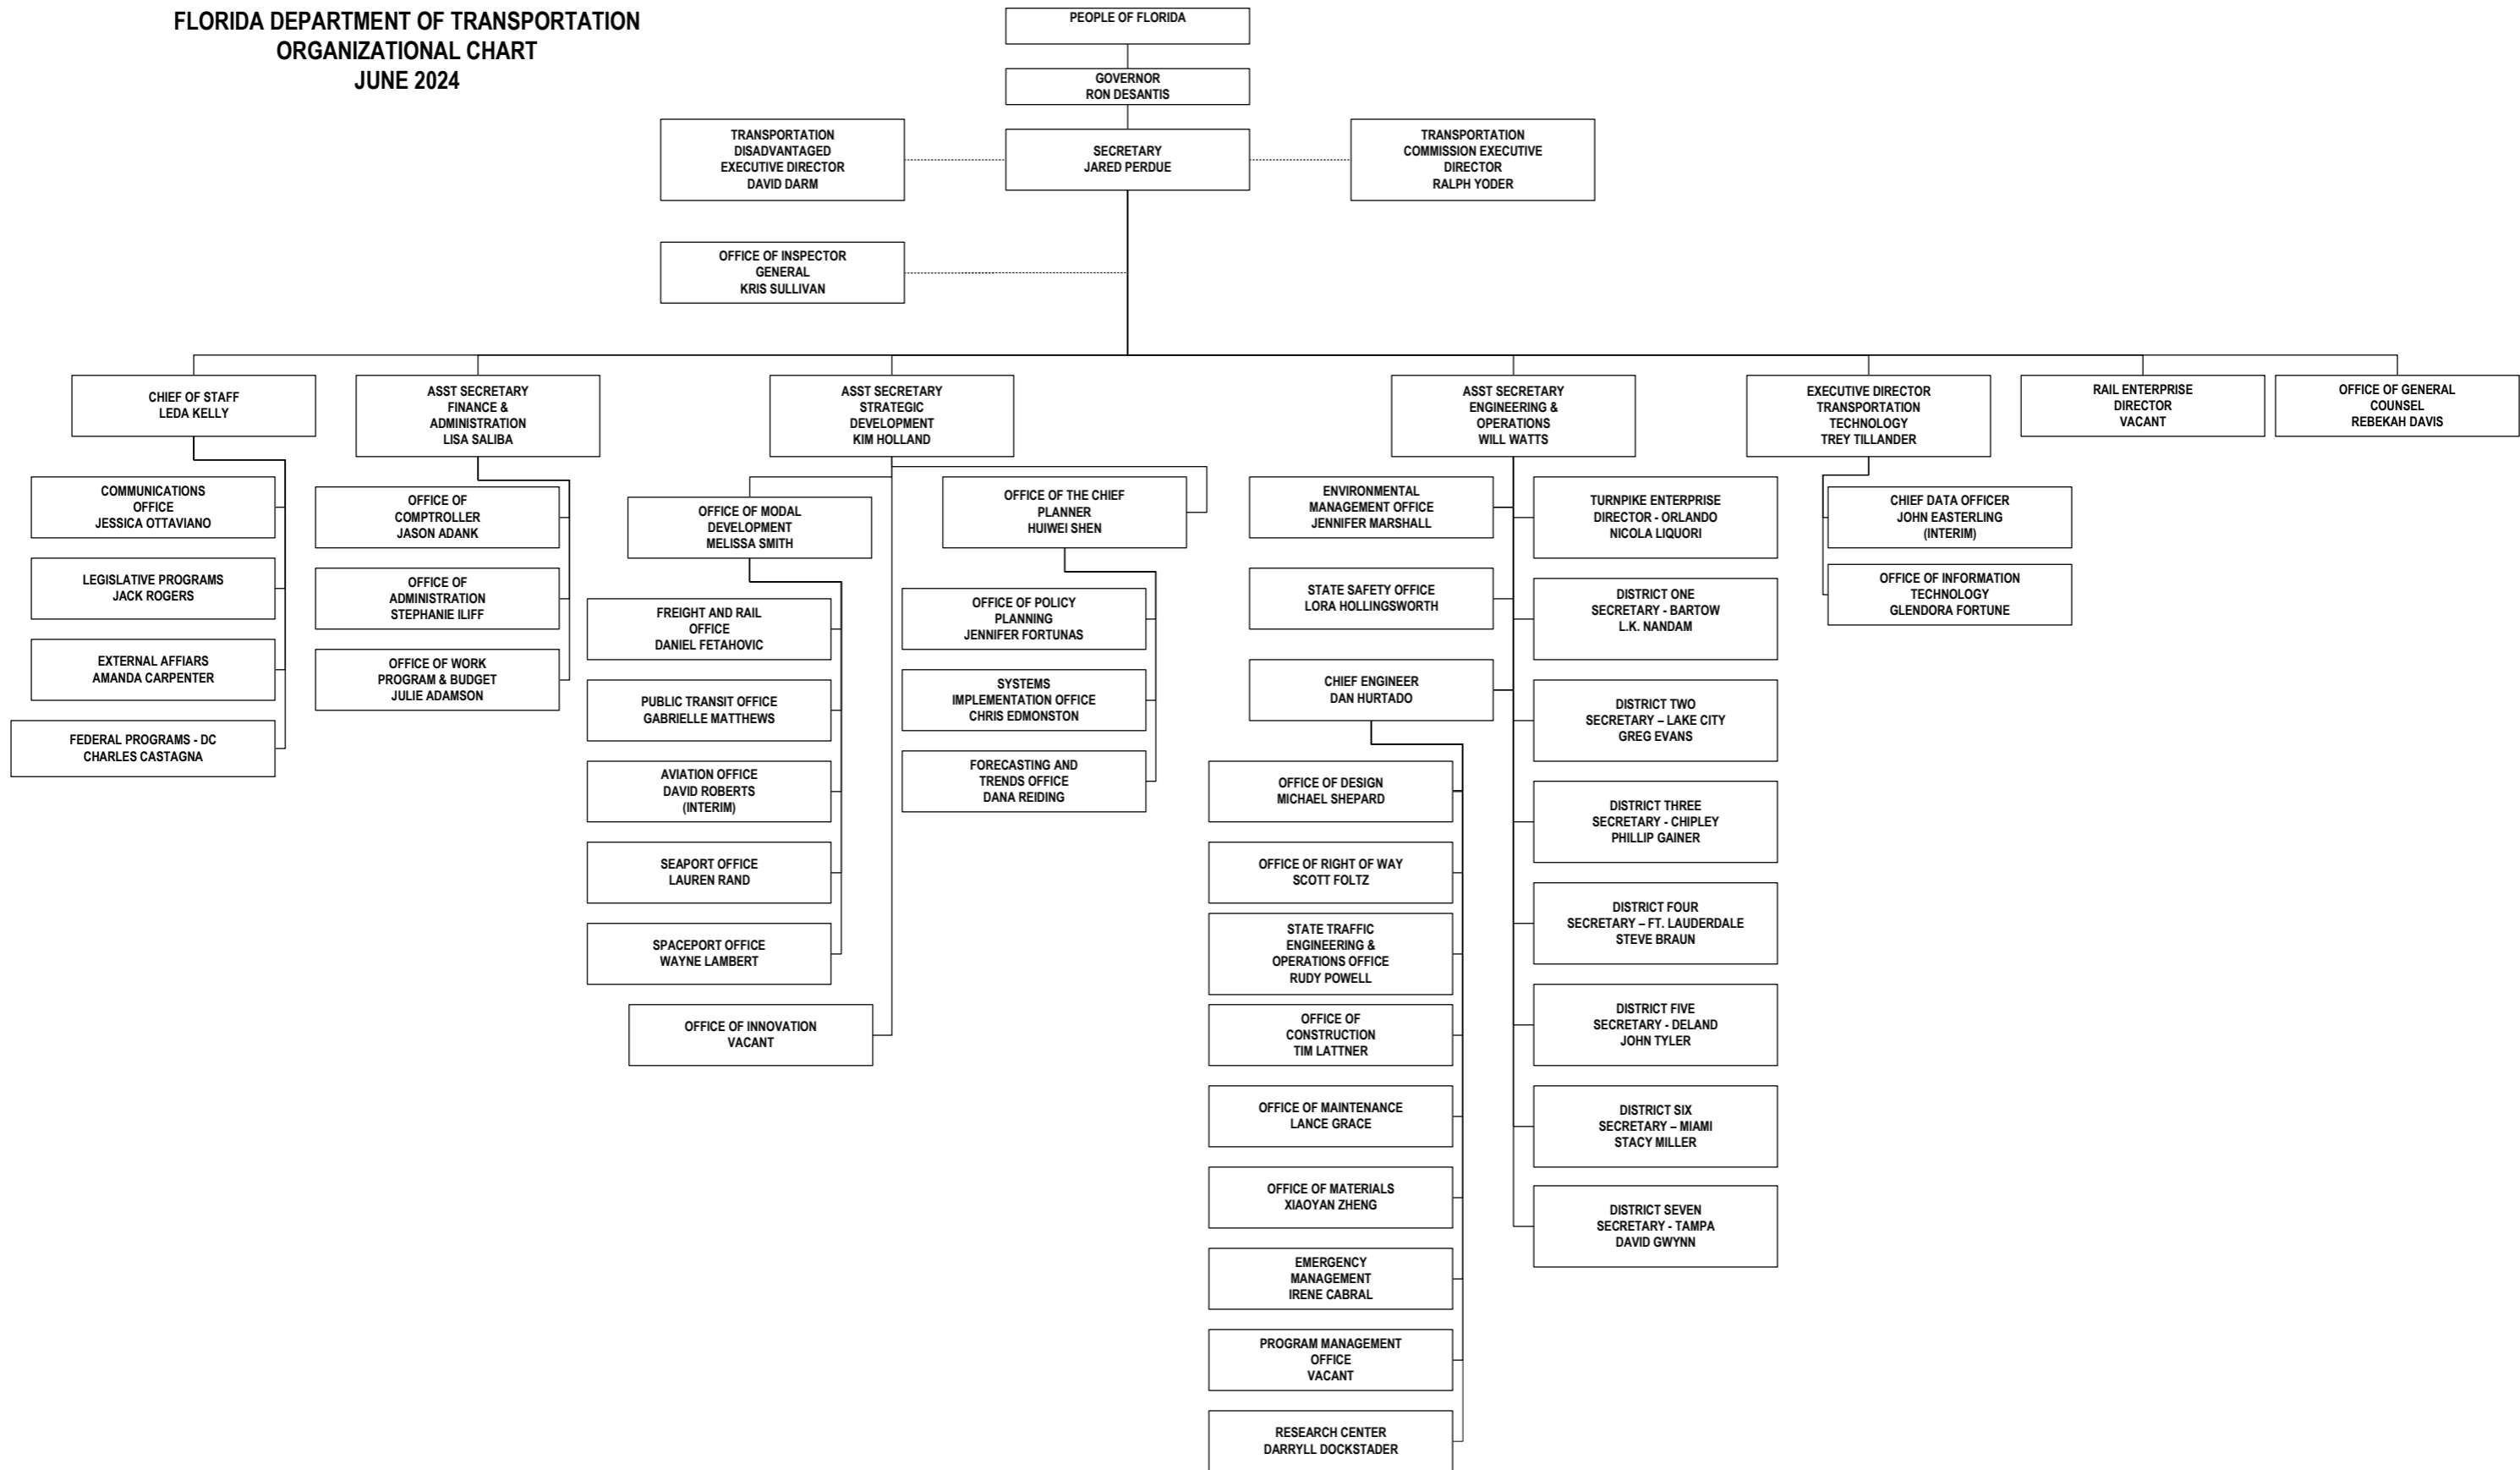 FLORIDA DEPARTMENT OF TRANSPORTATION
ORGANIZATIONAL CHART
JUNE 2024
PEOPLE OF FLORIDA
GOVERNOR
RON DESANTIS
TRANSPORTATION
DISADVANTAGED
EXECUTIVE DIRECTOR
DAVID DARM
SECRETARY
JARED PERDUE
TRANSPORTATION
COMMISSION EXECUTIVE
DIRECTOR
RALPH YODER
OFFICE OF INSPECTOR
GENERAL
KRIS SULLIVAN
CHIEF OF STAFF
LEDA KELLY
ASST SECRETARY
FINANCE &
ADMINISTRATION
LISA SALIBA
ASST SECRETARY
STRATEGIC
DEVELOPMENT
KIM HOLLAND
ASST SECRETARY
ENGINEERING &
OPERATIONS
WILL WATTS
EXECUTIVE DIRECTOR
TRANSPORTATION
TECHNOLOGY
TREY TILLANDER
RAIL ENTERPRISE
DIRECTOR
VACANT
OFFICE OF GENERAL
COUNSEL
REBEKAH DAVIS
COMMUNICATIONS
OFFICE
JESSICA OTTAVIANO
LEGISLATIVE PROGRAMS
JACK ROGERS
EXTERNAL AFFIARS
AMANDA CARPENTER
FEDERAL PROGRAMS - DC
CHARLES CASTAGNA
OFFICE OF
COMPTROLLER
JASON ADANK
OFFICE OF
ADMINISTRATION
STEPHANIE ILIFF
OFFICE OF WORK
PROGRAM & BUDGET
JULIE ADAMSON
OFFICE OF MODAL
DEVELOPMENT
MELISSA SMITH
FREIGHT AND RAIL
OFFICE
DANIEL FETAHOVIC
PUBLIC TRANSIT OFFICE
GABRIELLE MATTHEWS
AVIATION OFFICE
DAVID ROBERTS
(INTERIM)
SEAPORT OFFICE
LAUREN RAND
SPACEPORT OFFICE
WAYNE LAMBERT
OFFICE OF INNOVATION
VACANT
OFFICE OF THE CHIEF
PLANNER
HUIWEI SHEN
OFFICE OF POLICY
PLANNING
JENNIFER FORTUNAS
SYSTEMS
IMPLEMENTATION OFFICE
CHRIS EDMONSTON
FORECASTING AND
TRENDS OFFICE
DANA REIDING
ENVIRONMENTAL
MANAGEMENT OFFICE
JENNIFER MARSHALL
STATE SAFETY OFFICE
LORA HOLLINGSWORTH
CHIEF ENGINEER
DAN HURTADO
OFFICE OF DESIGN
MICHAEL SHEPARD
OFFICE OF RIGHT OF WAY
SCOTT FOLTZ
STATE TRAFFIC
ENGINEERING &
OPERATIONS OFFICE
RUDY POWELL
OFFICE OF
CONSTRUCTION
TIM LATTNER
OFFICE OF MAINTENANCE
LANCE GRACE
OFFICE OF MATERIALS
XIAOYAN ZHENG
EMERGENCY
MANAGEMENT
IRENE CABRAL
PROGRAM MANAGEMENT
OFFICE
VACANT
RESEARCH CENTER
DARRYLL DOCKSTADER
TURNPIKE ENTERPRISE
DIRECTOR - ORLANDO
NICOLA LIQUORI
DISTRICT ONE
SECRETARY - BARTOW
L.K. NANDAM
DISTRICT TWO
SECRETARY – LAKE CITY
GREG EVANS
DISTRICT THREE
SECRETARY - CHIPLEY
PHILLIP GAINER
DISTRICT FOUR
SECRETARY – FT. LAUDERDALE
STEVE BRAUN
DISTRICT FIVE
SECRETARY - DELAND
JOHN TYLER
DISTRICT SIX
SECRETARY – MIAMI
STACY MILLER
DISTRICT SEVEN
SECRETARY - TAMPA
DAVID GWYNN
CHIEF DATA OFFICER
JOHN EASTERLING
(INTERIM)
OFFICE OF INFORMATION
TECHNOLOGY
GLENDORA FORTUNE